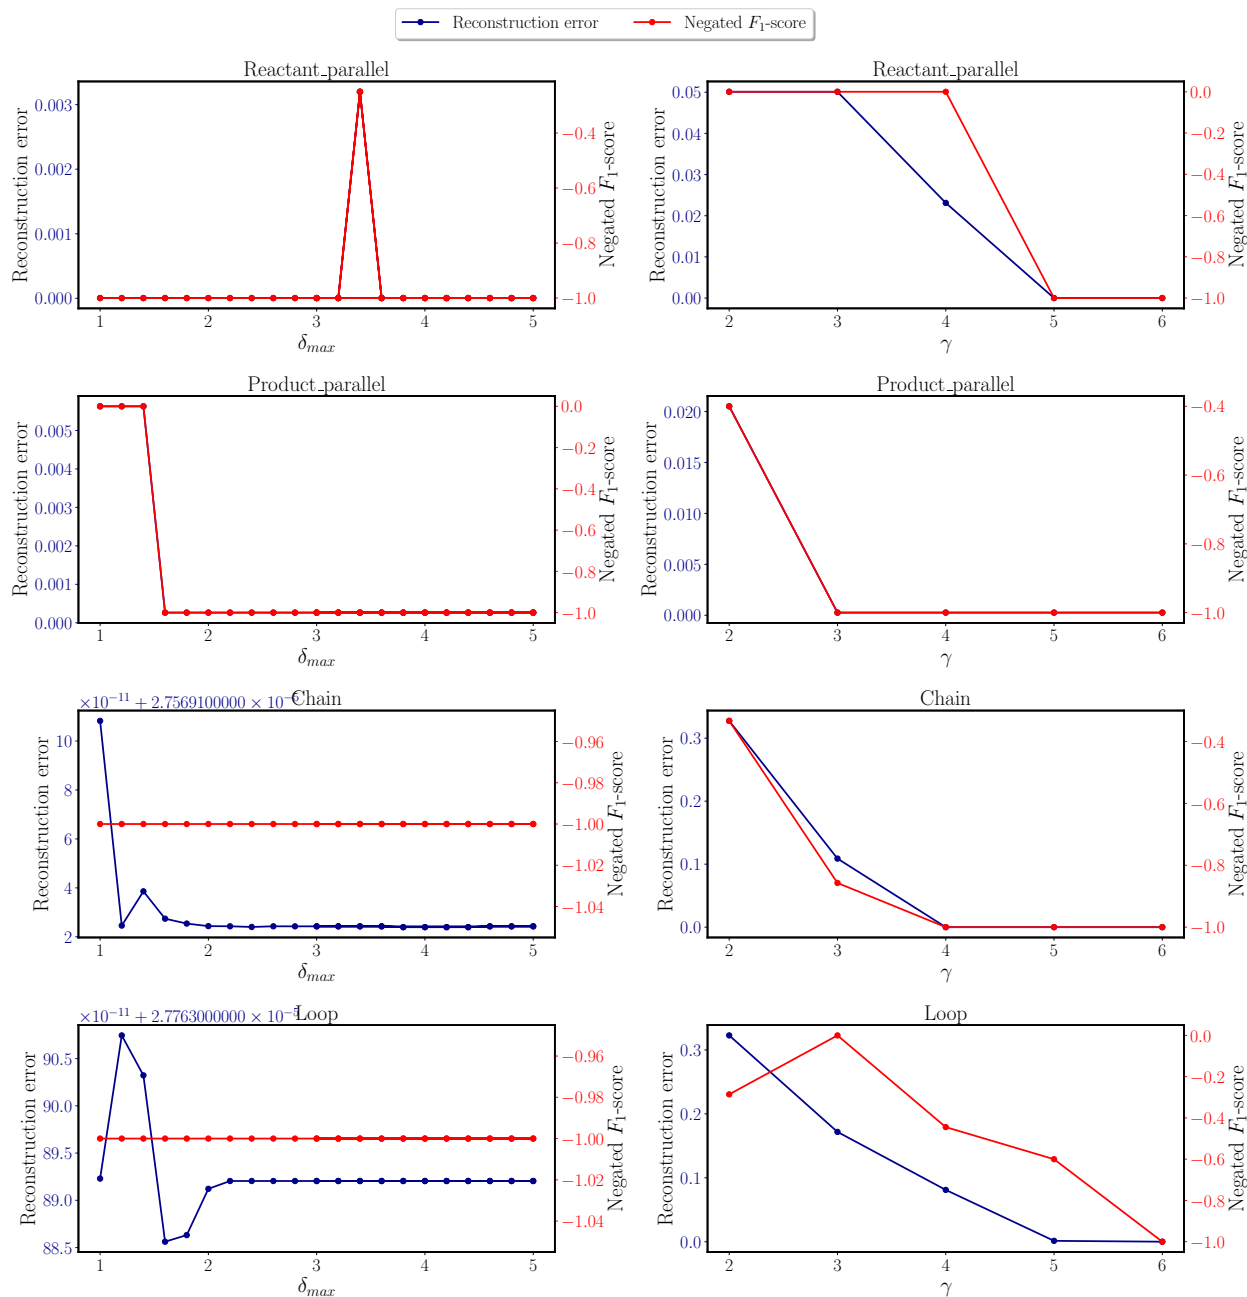 Reconstruction error Negated F₁-score
Reactant_parallel
Reconstruction error
0.003
0.002
0.001
0.000
−0.4
−0.6
−0.8
−1.0
Negated F₁-score
1 2 3 4 5
δmax
Reactant_parallel
Reconstruction error
0.05
0.04
0.03
0.02
0.01
0.00
0.0
−0.2
−0.4
−0.6
−0.8
−1.0
Negated F₁-score
2 3 4 5 6
γ
Product_parallel
Reconstruction error
0.005
0.004
0.003
0.002
0.001
0.000
0.0
−0.2
−0.4
−0.6
−0.8
−1.0
Negated F₁-score
1 2 3 4 5
δmax
Product_parallel
Reconstruction error
0.020
0.015
0.010
0.005
0.000
−0.4
−0.6
−0.8
−1.0
Negated F₁-score
2 3 4 5 6
γ
×10⁻¹¹ + 2.7569100000 × 10⁻⁵
Chain
Reconstruction error
10
8
6
4
2
−0.96
−0.98
−1.00
−1.02
−1.04
Negated F₁-score
1 2 3 4 5
δmax
Chain
Reconstruction error
0.3
0.2
0.1
0.0
−0.4
−0.6
−0.8
−1.0
Negated F₁-score
2 3 4 5 6
γ
×10⁻¹¹ + 2.7763000000 × 10⁻⁵
Loop
Reconstruction error
90.5
90.0
89.5
89.0
88.5
−0.96
−0.98
−1.00
−1.02
−1.04
Negated F₁-score
1 2 3 4 5
δmax
Loop
Reconstruction error
0.3
0.2
0.1
0.0
0.0
−0.2
−0.4
−0.6
−0.8
−1.0
Negated F₁-score
2 3 4 5 6
γ